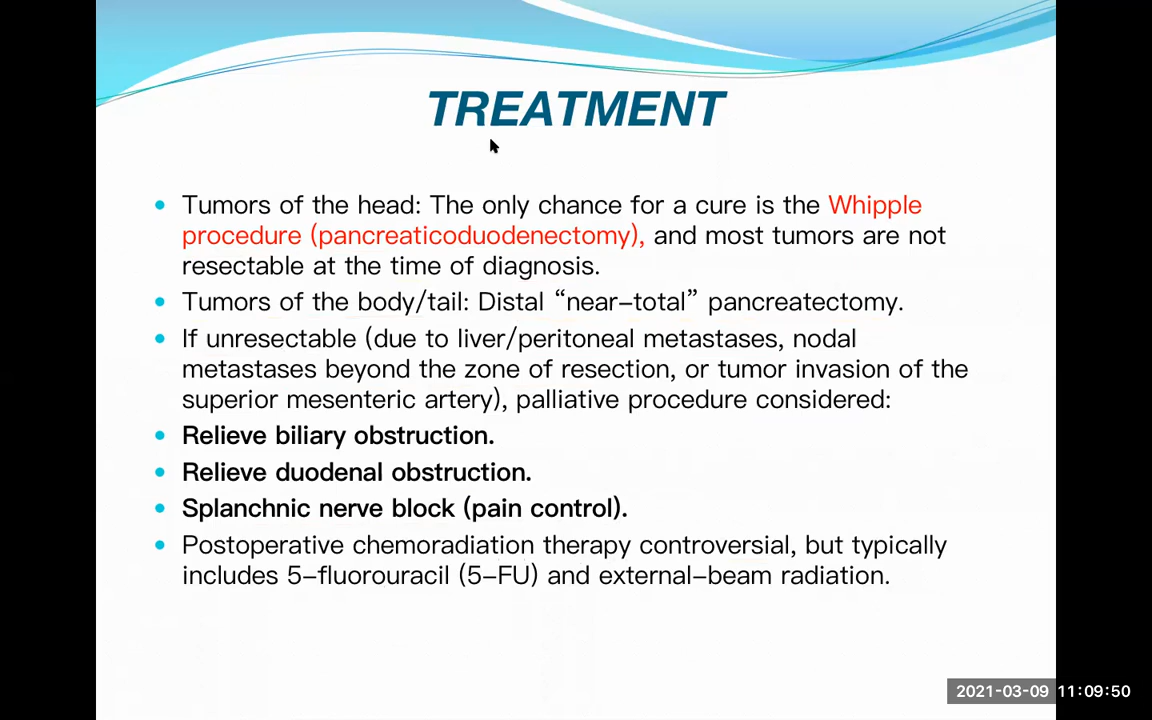 TREATMENT
Tumors of the head: The only chance for a cure is the Whipple
procedure (pancreaticoduodenectomy), and most tumors are not
resectable at the time of diagnosis.
Tumors of the body/tail: Distal “near–total” pancreatectomy.
If unresectable (due to liver/peritoneal metastases, nodal
metastases beyond the zone of resection, or tumor invasion of the
superior mesenteric artery), palliative procedure considered:
Relieve biliary obstruction.
Relieve duodenal obstruction.
Splanchnic nerve block (pain control).
Postoperative chemoradiation therapy controversial, but typically
includes 5–fluorouracil (5–FU) and external–beam radiation.
2021-03-09 11:09:50